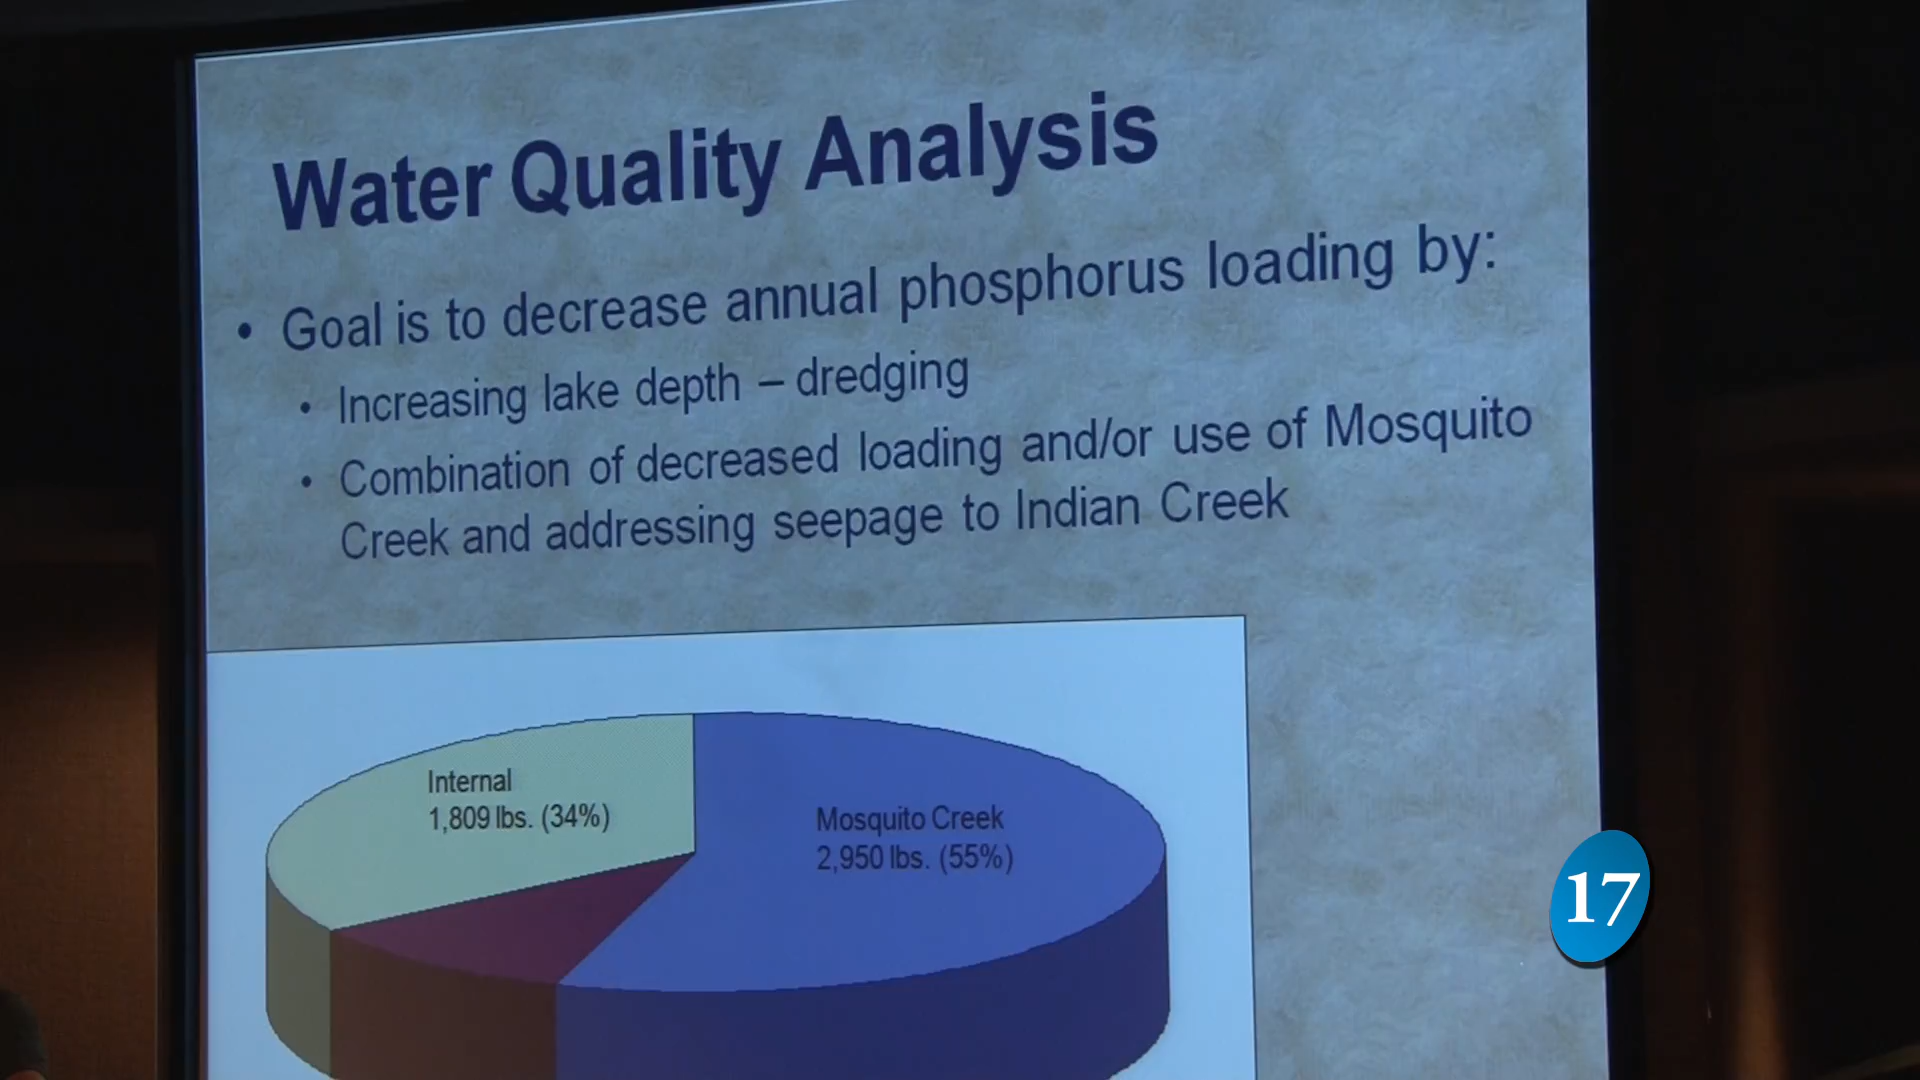 Water Quality Analysis
• Goal is to decrease annual phosphorus loading by:
• Increasing lake depth – dredging
• Combination of decreased loading and/or use of Mosquito
Creek and addressing seepage to Indian Creek
Internal
1,809 lbs. (34%)
Mosquito Creek
2,950 lbs. (55%)
17